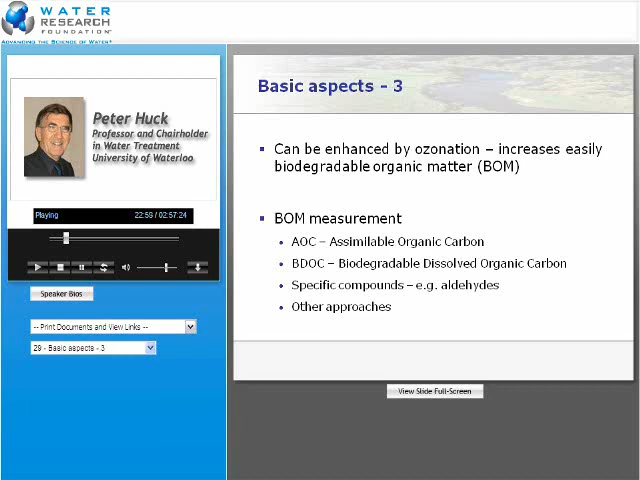 WATER
RESEARCH
FOUNDATION
ADVANCING THE SCIENCE OF WATER
Peter Huck
Professor and Chairholder
in Water Treatment
University of Waterloo
Playing
22:59 / 02:57:24
Speaker Bios
-- Print Documents and View Links --
29 - Basic aspects - 3
Basic aspects - 3
▪ Can be enhanced by ozonation – increases easily
biodegradable organic matter (BOM)
▪ BOM measurement
• AOC – Assimilable Organic Carbon
• BDOC – Biodegradable Dissolved Organic Carbon
• Specific compounds – e.g. aldehydes
• Other approaches
View Slide Full-Screen